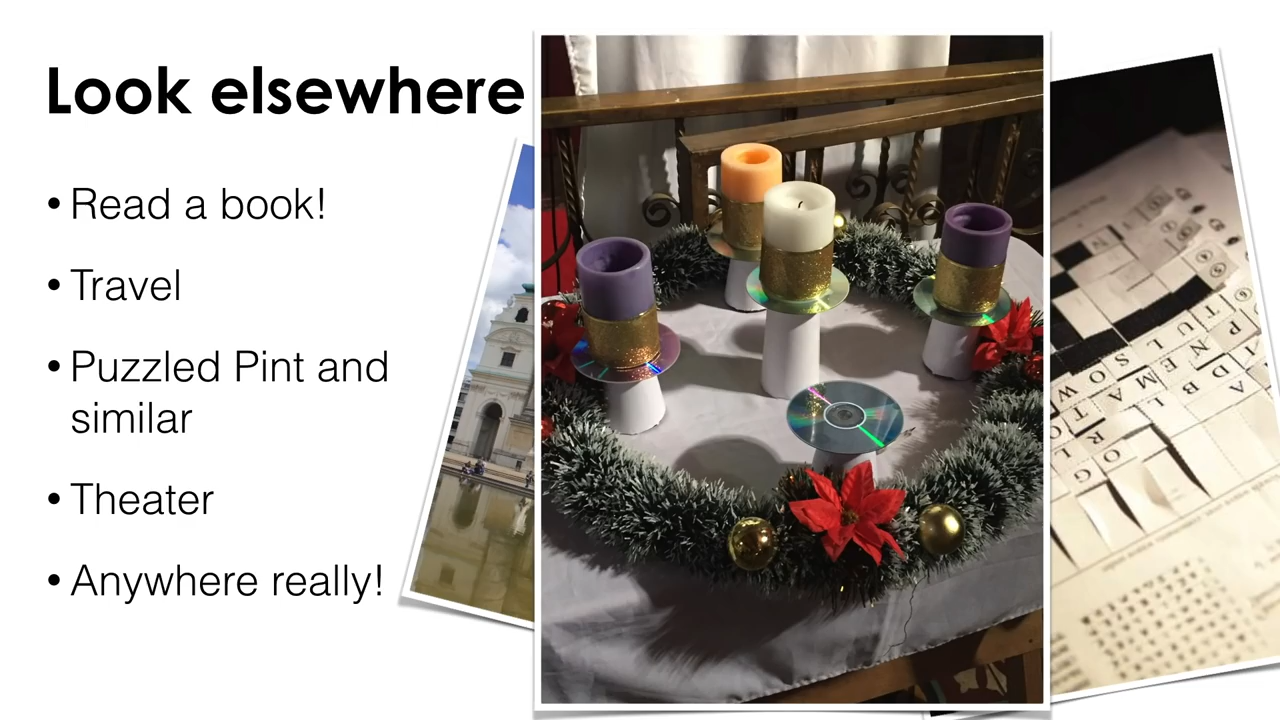 Look elsewhere
• Read a book!
• Travel
• Puzzled Pint and
similar
• Theater
• Anywhere really!